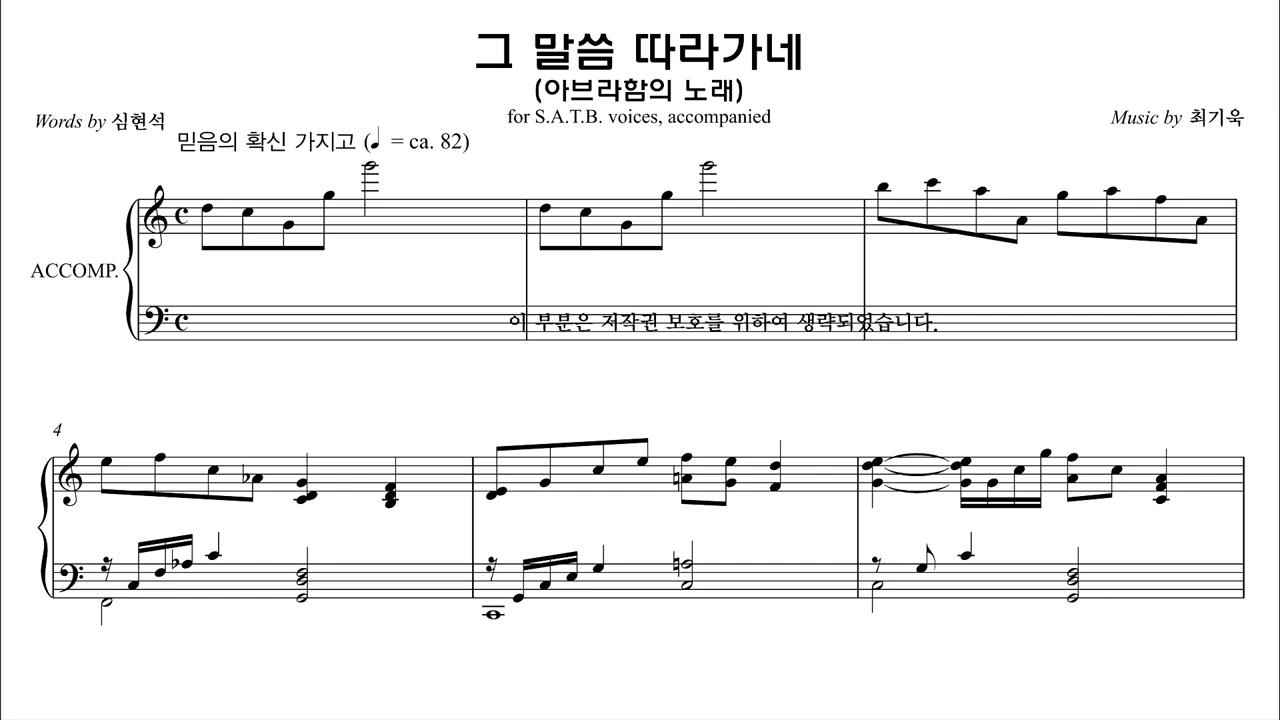 그 말씀 따라가네
(아브라함의 노래)
for S.A.T.B. voices, accompanied
Words by 심현석
Music by 최기욱
믿음의 확신 가지고 (♩ = ca. 82)
ACCOMP.
이 부분은 저작권 보호를 위하여 생략되었습니다.
4